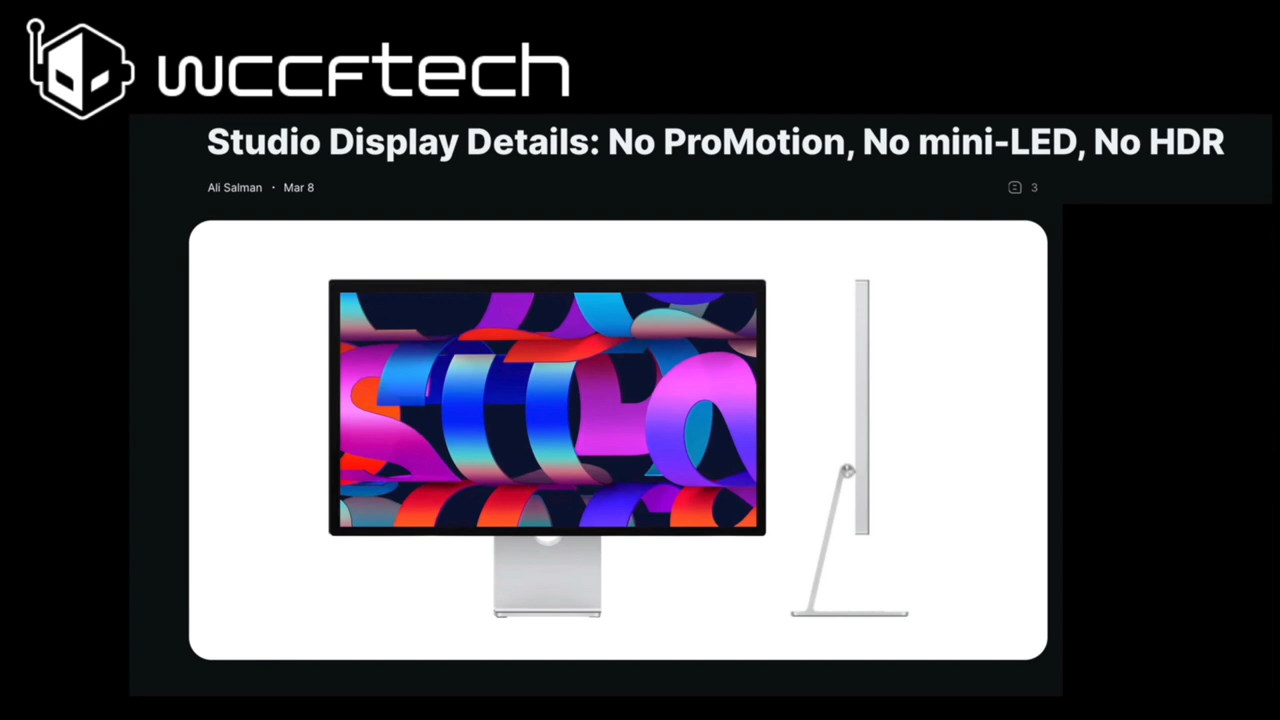 wccftech
Studio Display Details: No ProMotion, No mini-LED, No HDR
Ali Salman · Mar 8
3